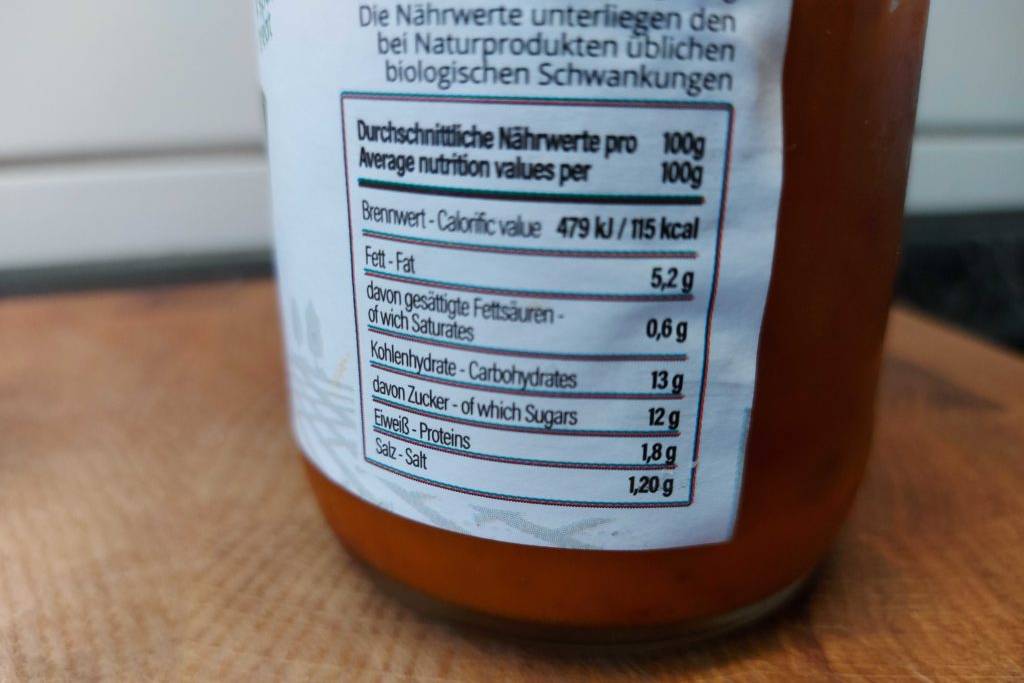 Die Nährwerte unterliegen den
bei Naturprodukten üblichen
biologischen Schwankungen
Durchschnittliche Nährwerte pro 100g
Average nutrition values per 100g
Brennwert - Calorific value 479 kJ / 115 kcal
Fett - Fat 5,2 g
davon gesättigte Fettsäuren -
of wich Saturates 0,6 g
Kohlenhydrate - Carbohydrates 13 g
davon Zucker - of which Sugars 12 g
Eiweiß - Proteins 1,8 g
Salz - Salt 1,20 g